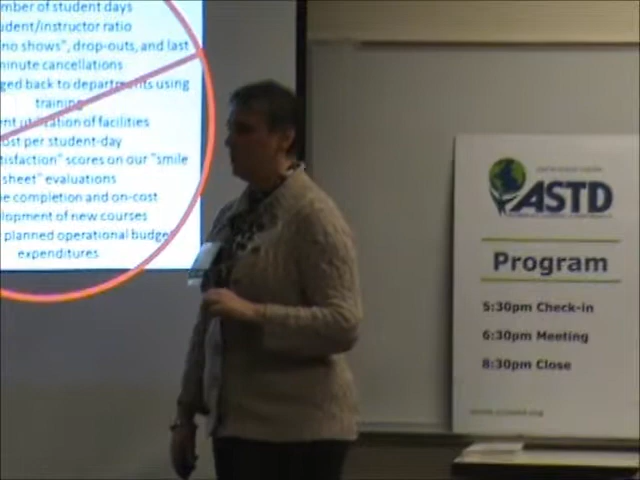 mber of student days
udent/instructor ratio
no shows", drop-outs, and last
minute cancellations
ged back to departments using
training
ent utilization of facilities
ost per student-day
tisfaction" scores on our "smile
sheet" evaluations
e completion and on-cost
lopment of new courses
planned operational budget
expenditures
ASTD
Program
5:30pm Check-in
6:30pm Meeting
8:30pm Close